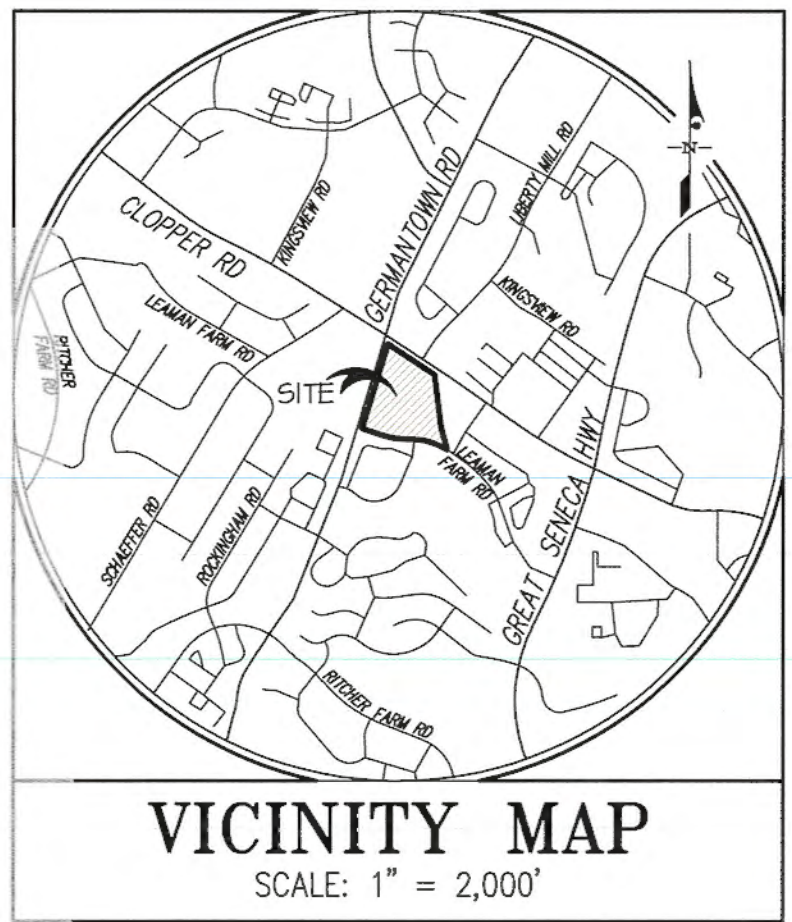 GERMANTOWN RD
LIBERTY MILL RD
N
KINGSVIEW RD
CLOPPER RD
KINGSVIEW RD
LEAMAN FARM RD
RITCHER
FARM RD
SITE
LEAMAN
FARM RD
GREAT SENECA HWY
SCHAEFFER RD
ROCKINGHAM RD
RITCHER FARM RD
VICINITY MAP
SCALE: 1" = 2,000'